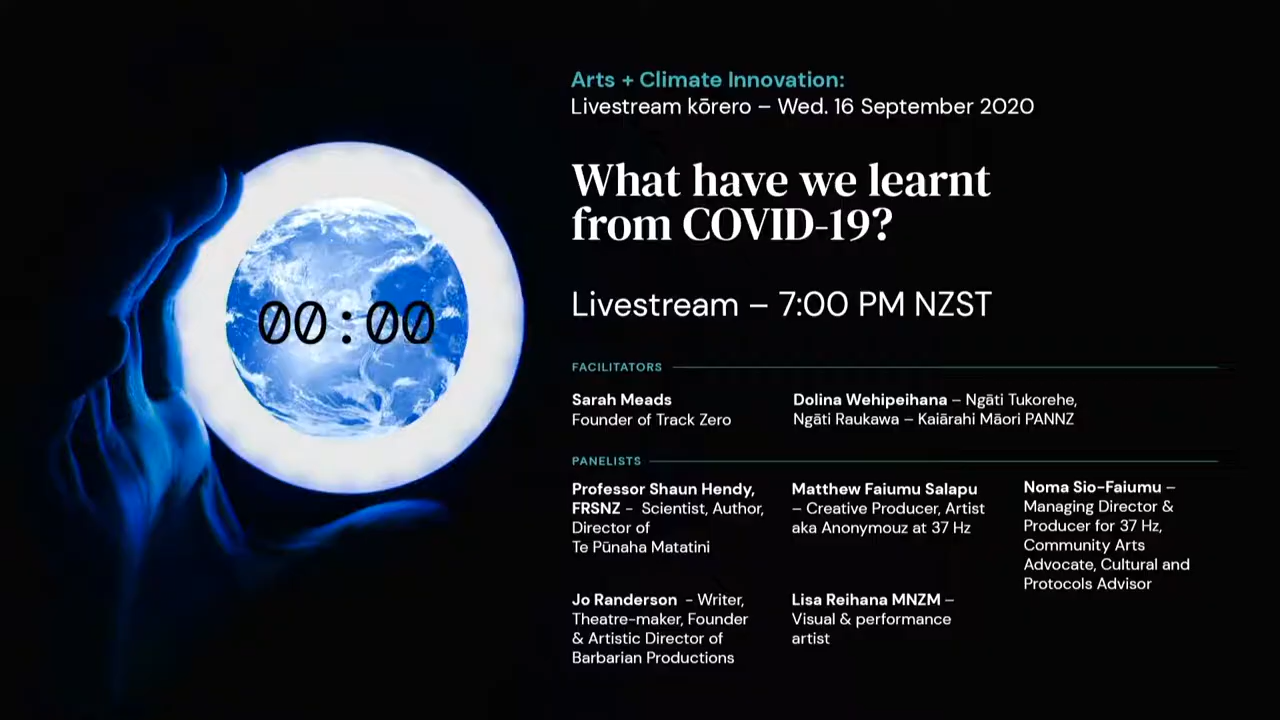 Arts + Climate Innovation:
Livestream kōrero – Wed. 16 September 2020
What have we learnt
from COVID-19?
Livestream – 7:00 PM NZST
00:00
FACILITATORS
Sarah Meads
Founder of Track Zero
Dolina Wehipeihana – Ngāti Tukorehe,
Ngāti Raukawa – Kaiārahi Māori PANNZ
PANELISTS
Professor Shaun Hendy,
FRSNZ - Scientist, Author,
Director of
Te Pūnaha Matatini
Matthew Faiumu Salapu
– Creative Producer, Artist
aka Anonymouz at 37 Hz
Noma Sio-Faiumu –
Managing Director &
Producer for 37 Hz,
Community Arts
Advocate, Cultural and
Protocols Advisor
Jo Randerson - Writer,
Theatre-maker, Founder
& Artistic Director of
Barbarian Productions
Lisa Reihana MNZM –
Visual & performance
artist